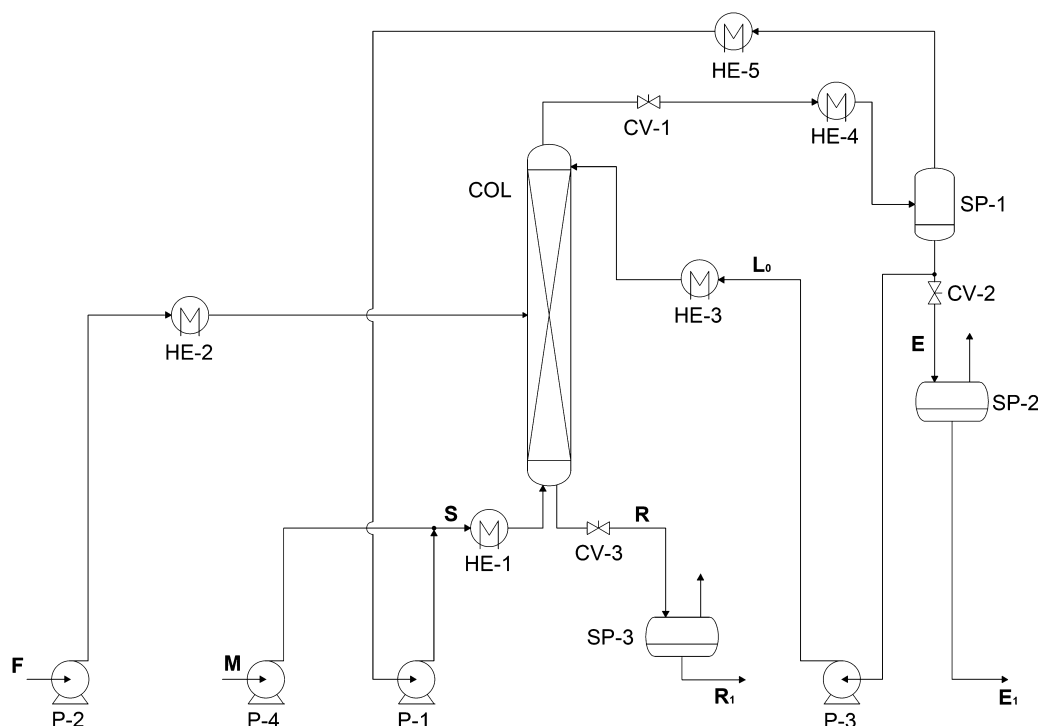 HE-5
CV-1
HE-4
COL
SP-1
L₀
HE-3
CV-2
HE-2
E
SP-2
S
R
HE-1
CV-3
SP-3
F
M
R₁
E₁
P-2
P-4
P-1
P-3